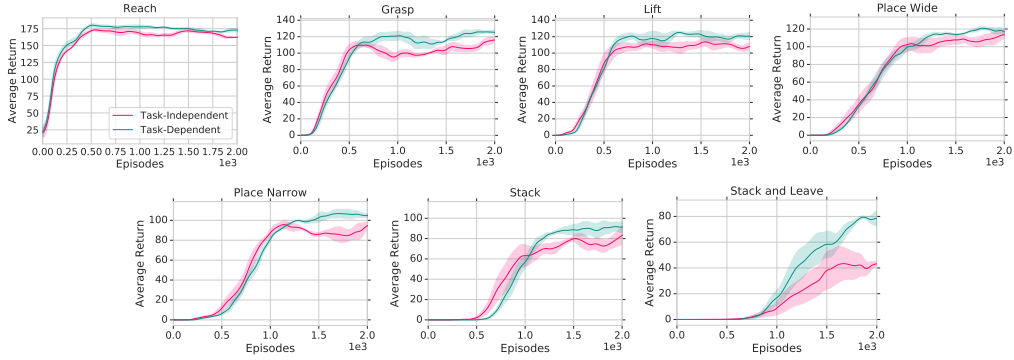 Reach
Average Return
175
150
125
100
75
50
25
0.00 0.25 0.50 0.75 1.00 1.25 1.50 1.75 2.00
Episodes
1e3
Task-Independent
Task-Dependent
Grasp
Average Return
140
120
100
80
60
40
20
0
0.0 0.5 1.0 1.5 2.0
Episodes
1e3
Lift
Average Return
140
120
100
80
60
40
20
0
0.0 0.5 1.0 1.5 2.0
Episodes
1e3
Place Wide
Average Return
120
100
80
60
40
20
0
0.0 0.5 1.0 1.5 2.0
Episodes
1e3
Place Narrow
Average Return
100
80
60
40
20
0
0.0 0.5 1.0 1.5 2.0
Episodes
1e3
Stack
Average Return
100
80
60
40
20
0
0.0 0.5 1.0 1.5 2.0
Episodes
1e3
Stack and Leave
Average Return
80
60
40
20
0
0.0 0.5 1.0 1.5 2.0
Episodes
1e3